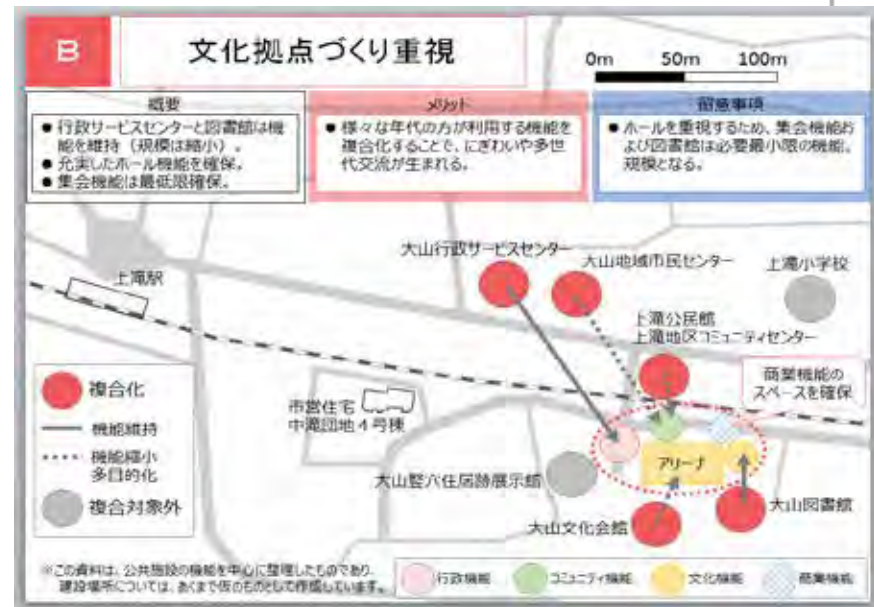 B
文化拠点づくり重視
0m 50m 100m
概要
● 行政サービスセンターと図書館は機
能を維持（規模は縮小）。
● 充実したホール機能を確保。
● 集会機能は最低限確保。
メリット
● 様々な年代の方が利用する機能を
複合化することで、にぎわいや多世
代交流が生まれる。
留意事項
● ホールを重視するため、集会機能お
よび図書館は必要最小限の機能、
規模となる。
大山行政サービスセンター
大山地域市民センター
上滝小学校
上滝駅
上滝公民館
上滝地区コミュニティセンター
商業機能の
スペースを確保
市営住宅
中滝団地４号棟
アリーナ
大山竪穴住居跡展示館
大山図書館
大山文化会館
複合化
機能維持
機能縮小
多目的化
複合対象外
※この資料は、公共施設の機能を中心に整理したものであり、
建設場所については、あくまで仮のものとして作成しています。
行政機能
コミュニティ機能
文化機能
商業機能